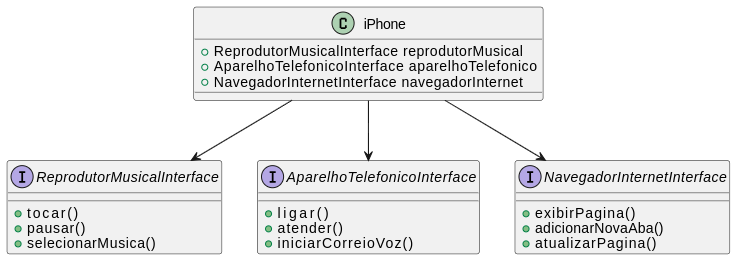 C iPhone
ReprodutorMusicalInterface reprodutorMusical
AparelhoTelefonicoInterface aparelhoTelefonico
NavegadorInternetInterface navegadorInternet
I ReprodutorMusicalInterface
tocar()
pausar()
selecionarMusica()
I AparelhoTelefonicoInterface
ligar()
atender()
iniciarCorreioVoz()
I NavegadorInternetInterface
exibirPagina()
adicionarNovaAba()
atualizarPagina()